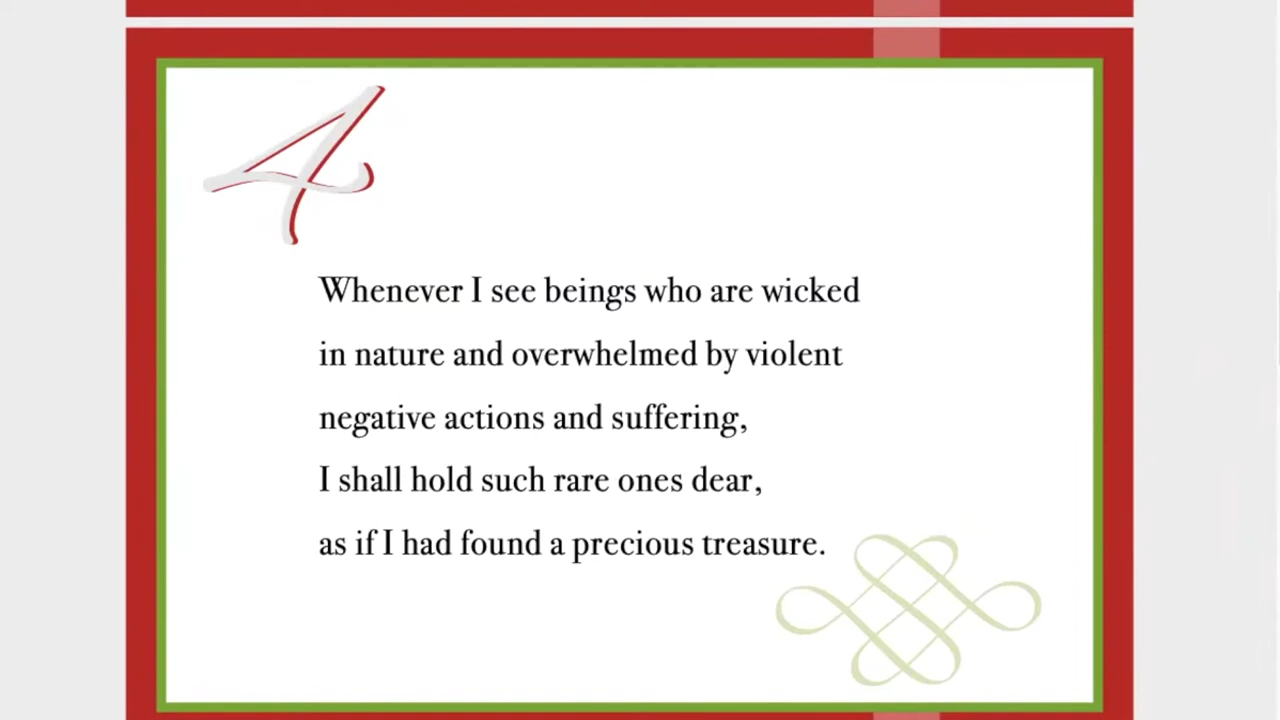 4
Whenever I see beings who are wicked
in nature and overwhelmed by violent
negative actions and suffering,
I shall hold such rare ones dear,
as if I had found a precious treasure.